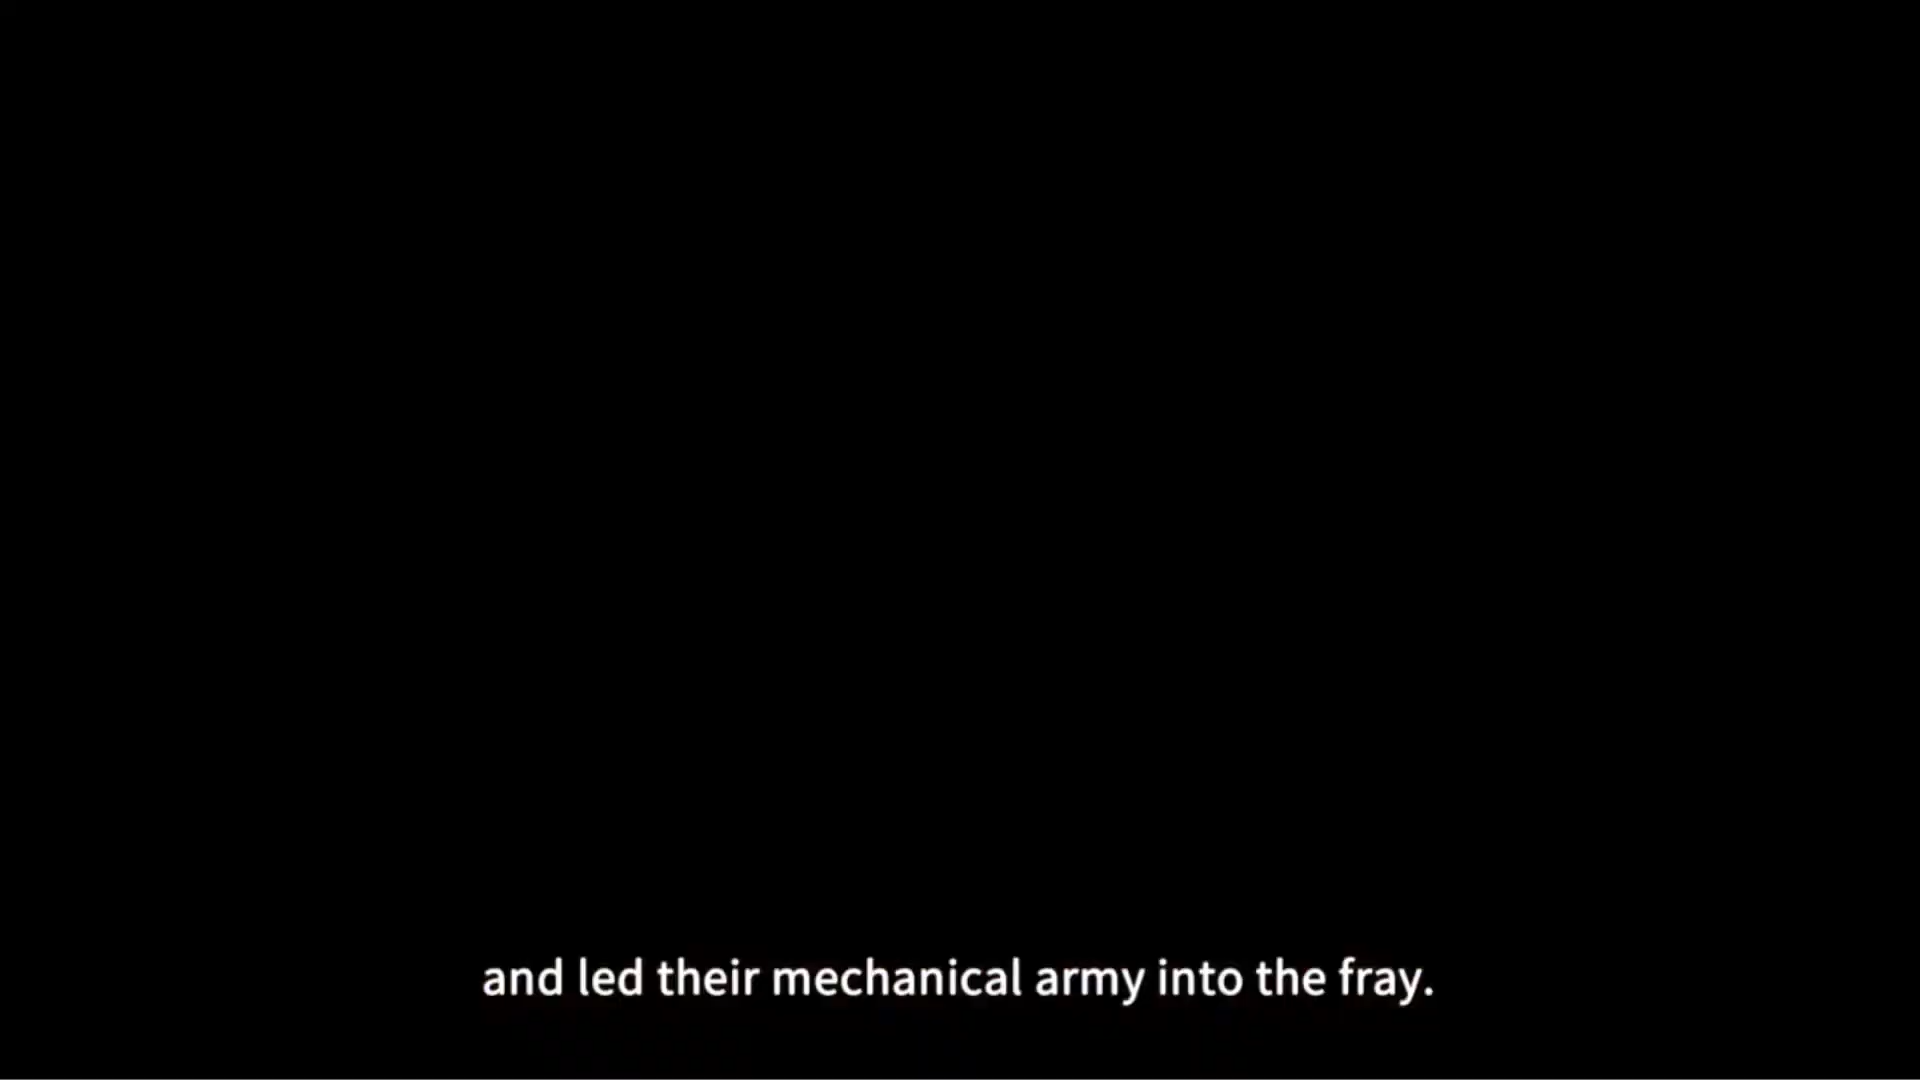 and led their mechanical army into the fray.